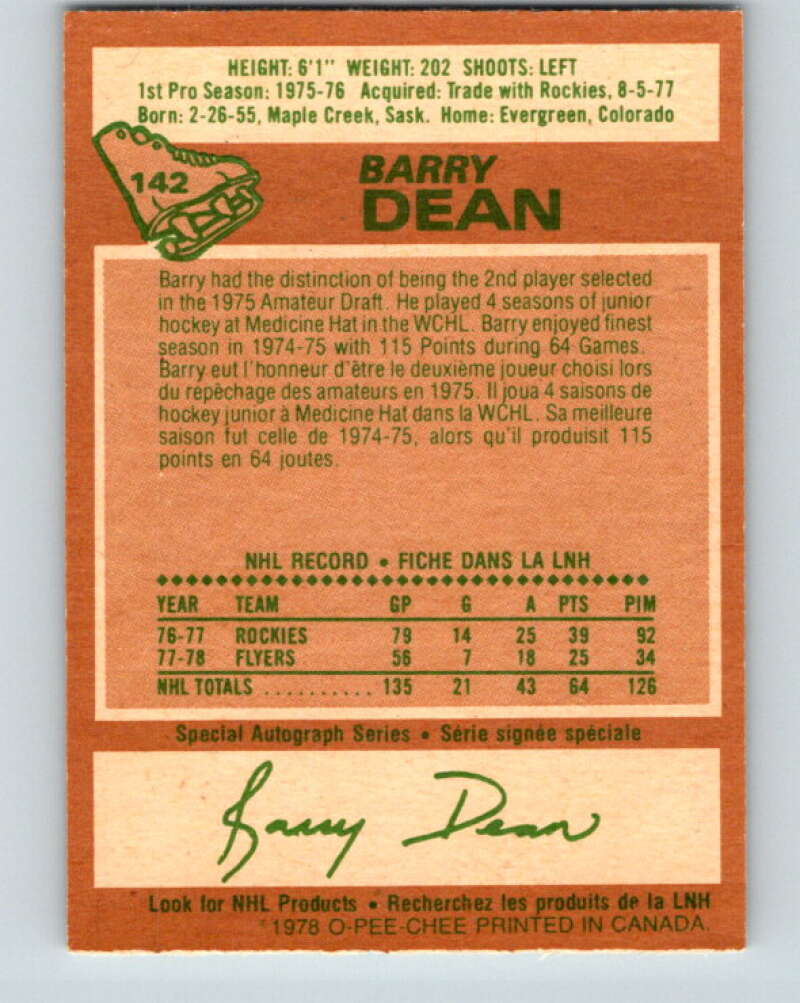 HEIGHT: 6'1" WEIGHT: 202 SHOOTS: LEFT
1st Pro Season: 1975-76 Acquired: Trade with Rockies, 8-5-77
Born: 2-26-55, Maple Creek, Sask. Home: Evergreen, Colorado
142
BARRY
DEAN
Barry had the distinction of being the 2nd player selected
in the 1975 Amateur Draft. He played 4 seasons of junior
hockey at Medicine Hat in the WCHL. Barry enjoyed finest
season in 1974-75 with 115 Points during 64 Games.
Barry eut l'honneur d'être le deuxième joueur choisi lors
du repêchage des amateurs en 1975. Il joua 4 saisons de
hockey junior à Medicine Hat dans la WCHL. Sa meilleure
saison fut celle de 1974-75, alors qu'il produisit 115
points en 64 joutes.
NHL RECORD • FICHE DANS LA LNH
YEAR TEAM GP G A PTS PIM
76-77 ROCKIES 79 14 25 39 92
77-78 FLYERS 56 7 18 25 34
NHL TOTALS .......... 135 21 43 64 126
Special Autograph Series • Série signée spéciale
Barry Dean
Look for NHL Products • Recherchez les produits de la LNH
©1978 O-PEE-CHEE PRINTED IN CANADA.